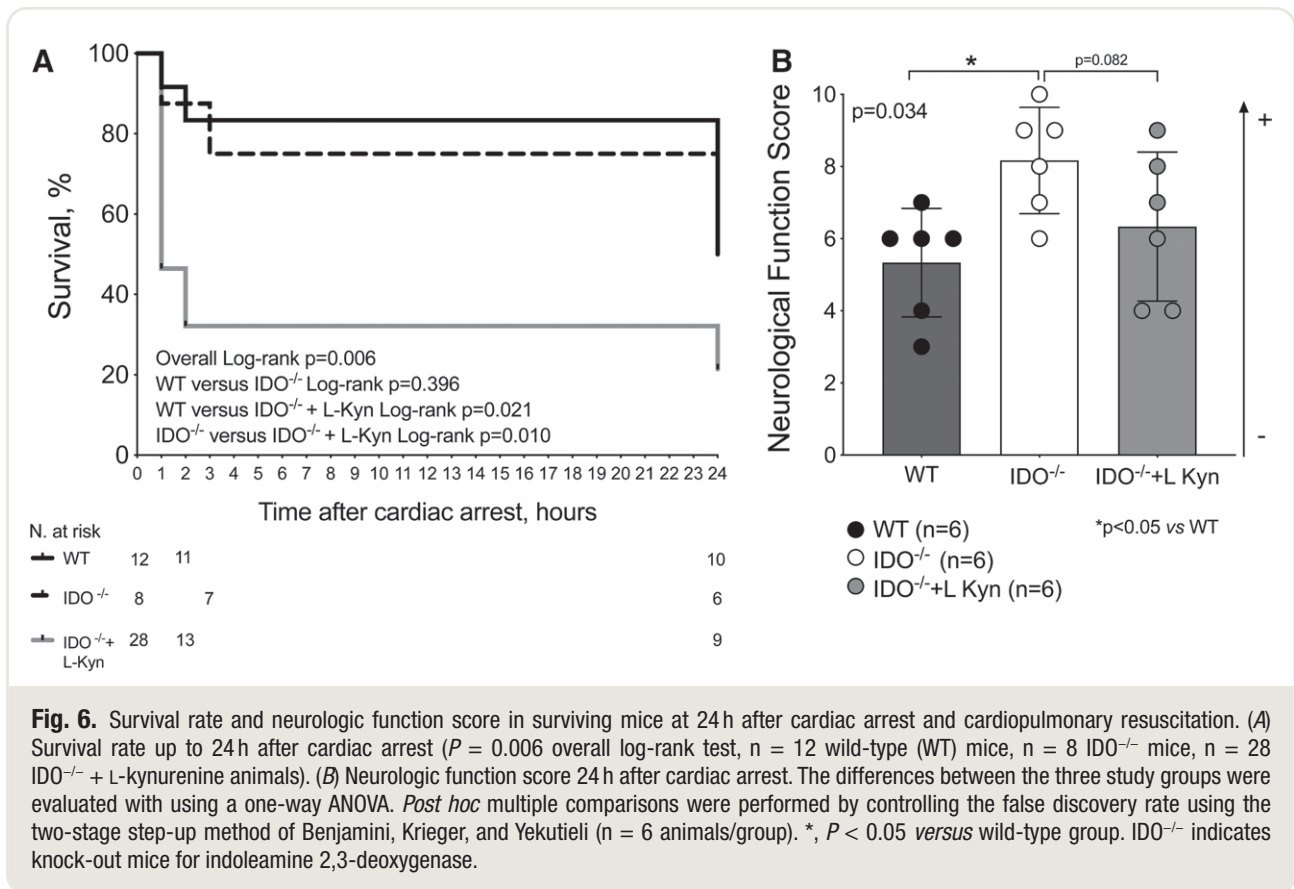 A
100
80
60
40
20
0
Survival, %
Overall Log-rank p=0.006
WT versus IDO-/- Log-rank p=0.396
WT versus IDO-/- + L-Kyn Log-rank p=0.021
IDO-/- versus IDO-/- + L-Kyn Log-rank p=0.010
0 1 2 3 4 5 6 7 8 9 10 11 12 13 14 15 16 17 18 19 20 21 22 23 24
Time after cardiac arrest, hours
N. at risk
WT 12 11 10
IDO -/- 8 7 6
IDO -/-+ 28 13 9
L-Kyn
B
* p=0.082
p=0.034
10
8
6
4
2
0
Neurological Function Score
+
-
WT IDO-/- IDO-/-+L Kyn
WT (n=6)
IDO-/- (n=6)
IDO-/-+L Kyn (n=6)
*p<0.05 vs WT
Fig. 6. Survival rate and neurologic function score in surviving mice at 24 h after cardiac arrest and cardiopulmonary resuscitation. (A)
Survival rate up to 24 h after cardiac arrest (P = 0.006 overall log-rank test, n = 12 wild-type (WT) mice, n = 8 IDO−/− mice, n = 28
IDO−/− + L-kynurenine animals). (B) Neurologic function score 24 h after cardiac arrest. The differences between the three study groups were
evaluated with using a one-way ANOVA. Post hoc multiple comparisons were performed by controlling the false discovery rate using the
two-stage step-up method of Benjamini, Krieger, and Yekutieli (n = 6 animals/group). *, P < 0.05 versus wild-type group. IDO−/− indicates
knock-out mice for indoleamine 2,3-deoxygenase.